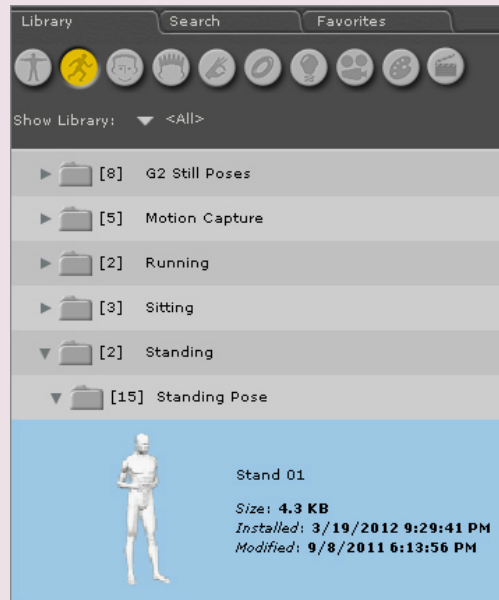 Library Search Favorites
Show Library: <All>
[8] G2 Still Poses
[5] Motion Capture
[2] Running
[3] Sitting
[2] Standing
[15] Standing Pose
Stand 01
Size: 4.3 KB
Installed: 3/19/2012 9:29:41 PM
Modified: 9/8/2011 6:13:56 PM